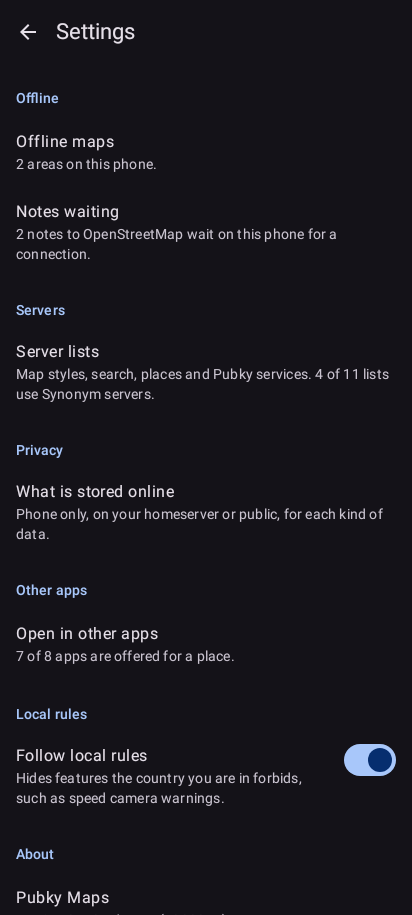 Settings
Offline
Offline maps
2 areas on this phone.
Notes waiting
2 notes to OpenStreetMap wait on this phone for a
connection.
Servers
Server lists
Map styles, search, places and Pubky services. 4 of 11 lists
use Synonym servers.
Privacy
What is stored online
Phone only, on your homeserver or public, for each kind of
data.
Other apps
Open in other apps
7 of 8 apps are offered for a place.
Local rules
Follow local rules
Hides features the country you are in forbids,
such as speed camera warnings.
About
Pubky Maps